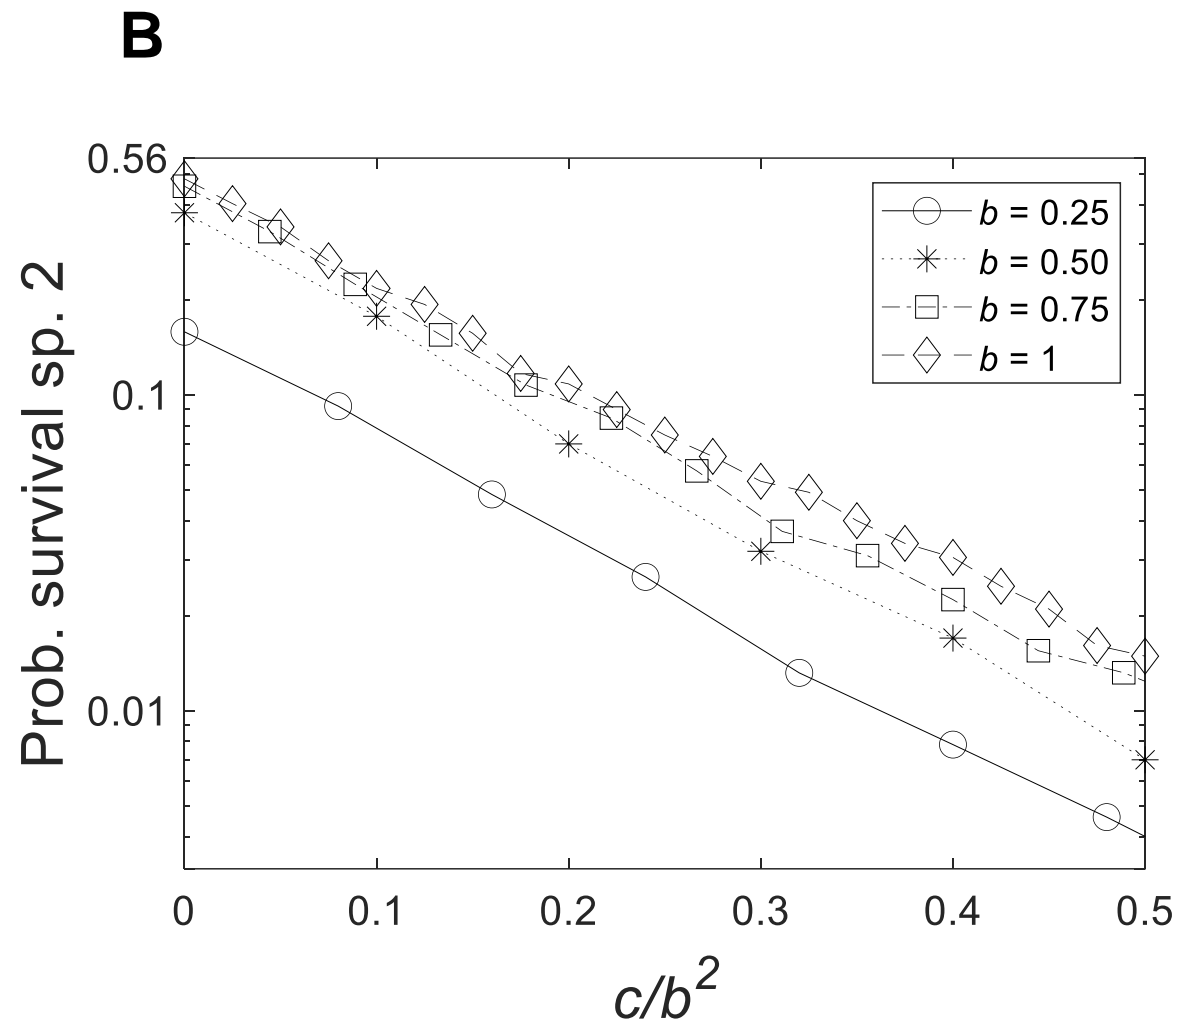 B
Prob. survival sp. 2
0.56
0.1
0.01
b = 0.25
b = 0.50
b = 0.75
b = 1
0 0.1 0.2 0.3 0.4 0.5
c/b²